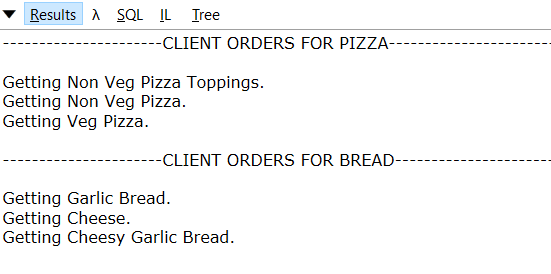 Results λ SQL IL Tree
----------------------CLIENT ORDERS FOR PIZZA----------------------
Getting Non Veg Pizza Toppings.
Getting Non Veg Pizza.
Getting Veg Pizza.
----------------------CLIENT ORDERS FOR BREAD----------------------
Getting Garlic Bread.
Getting Cheese.
Getting Cheesy Garlic Bread.